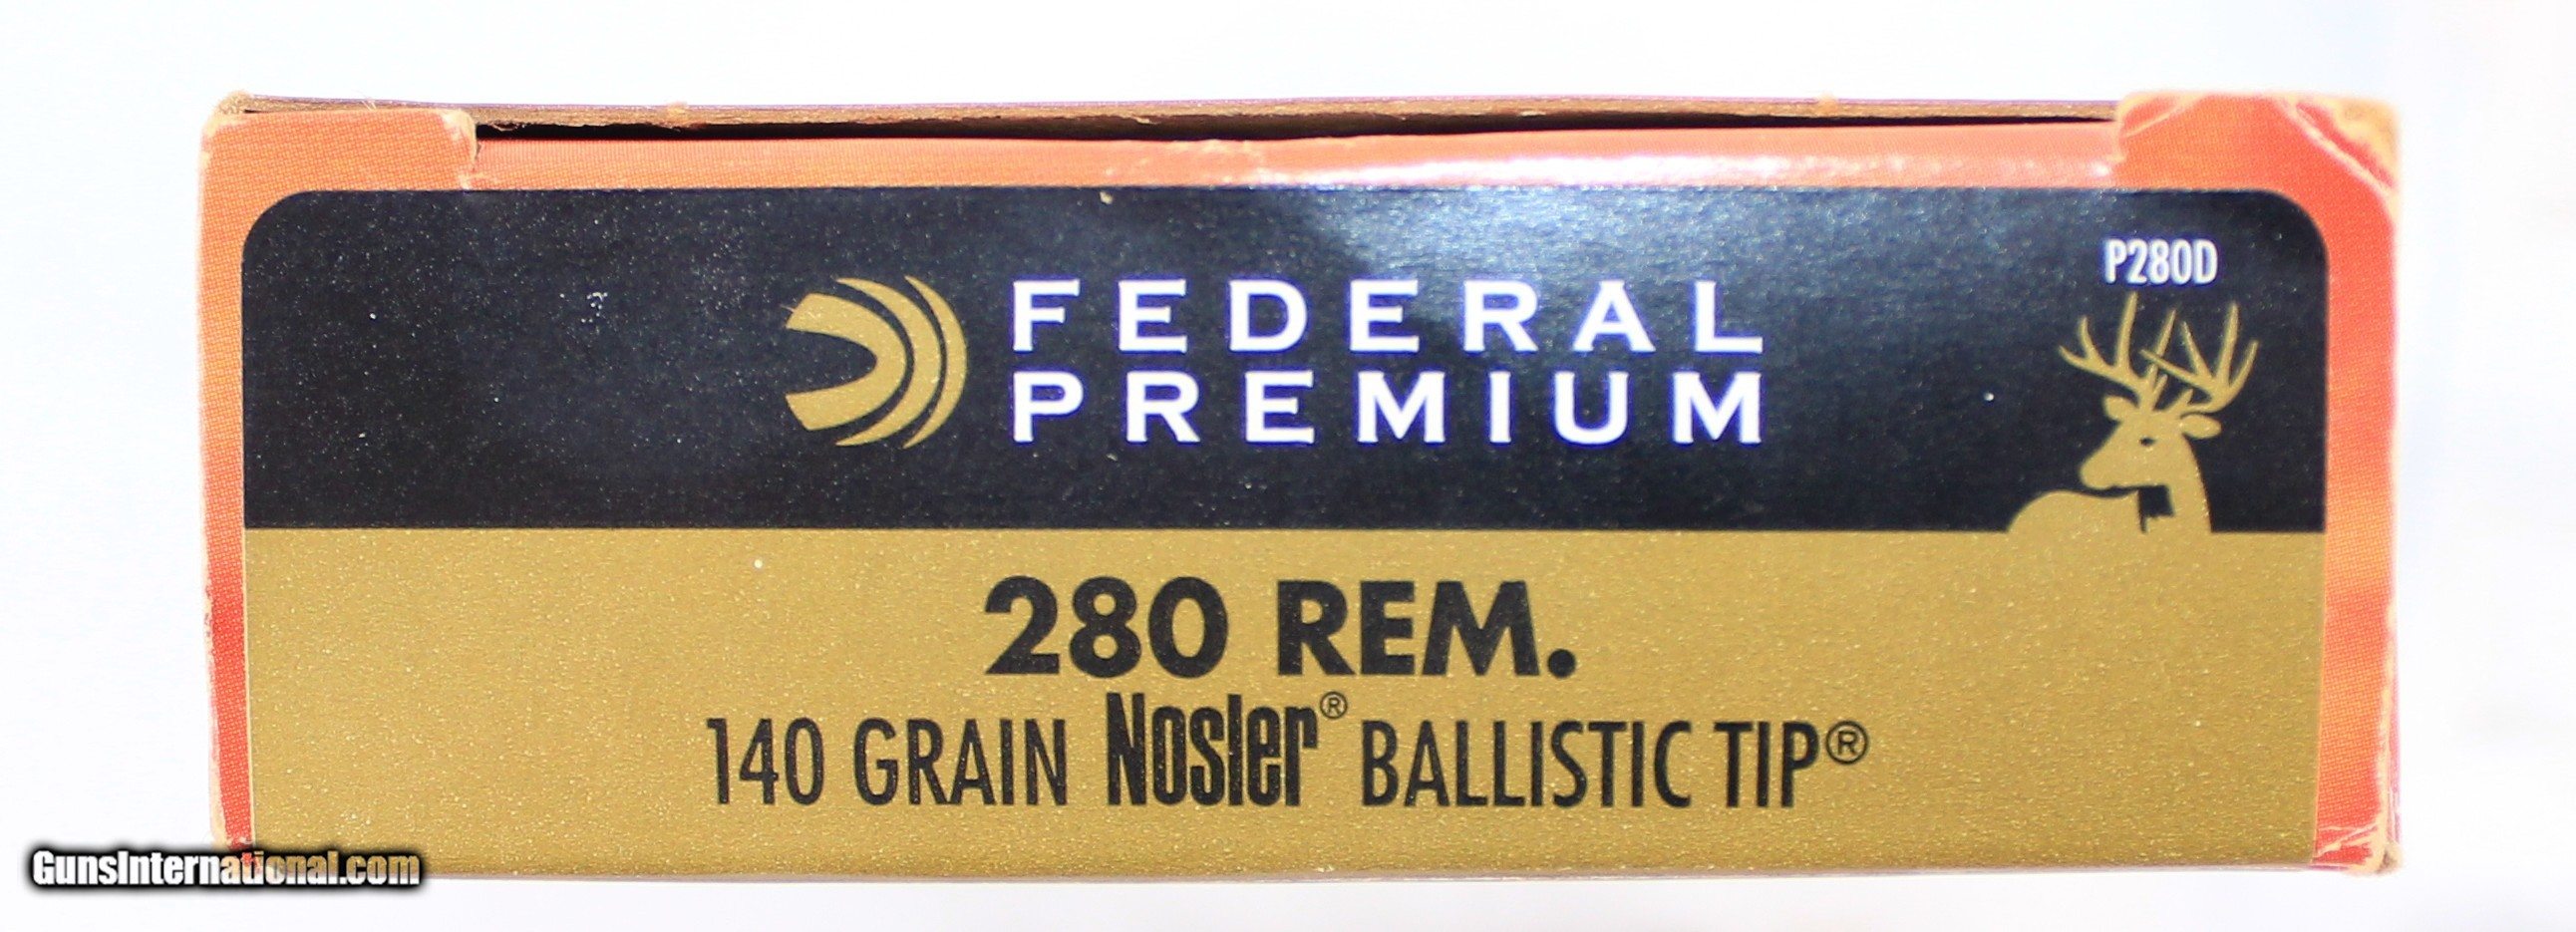 P280D
FEDERAL
PREMIUM
280 REM.
140 GRAIN Nosler® BALLISTIC TIP®
GunsInternational.com